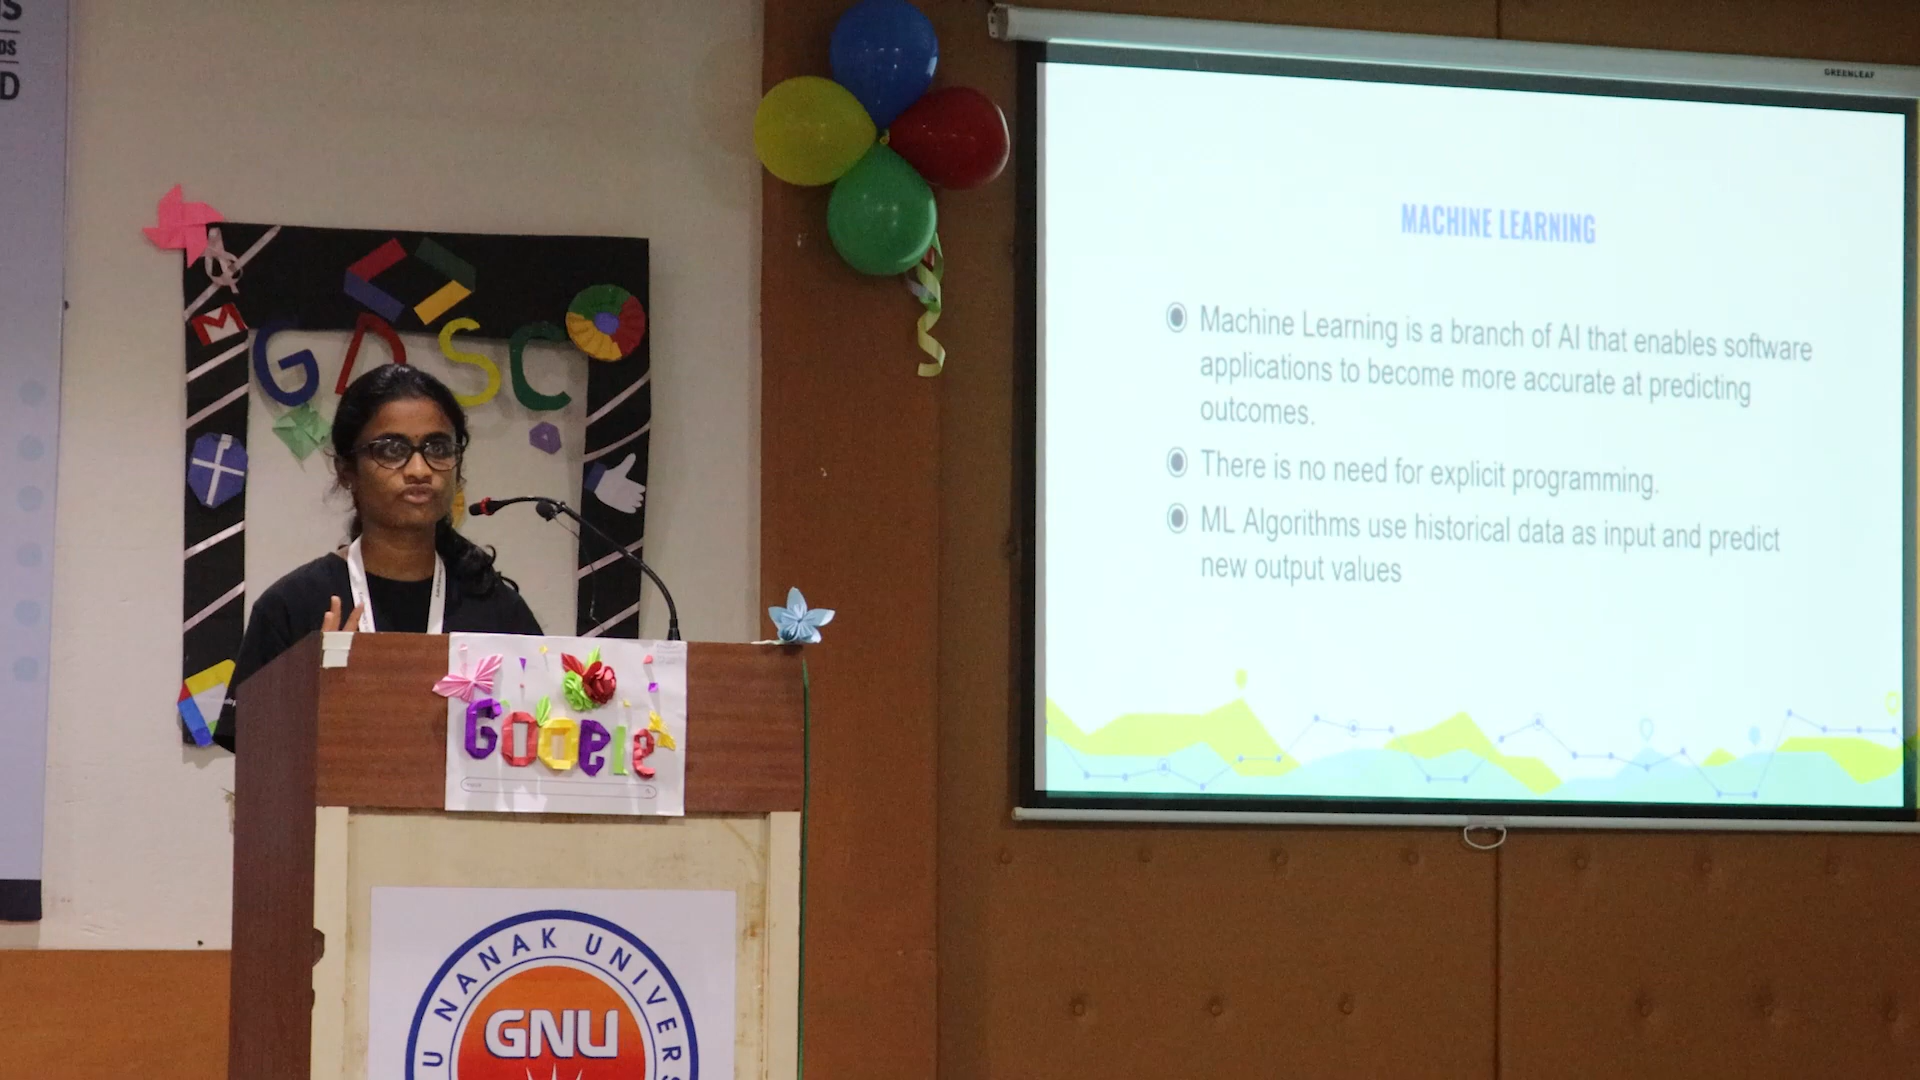 S
DS
D
GDSC
Google
U NANAK UNIVERS
GNU
GREENLEAF
MACHINE LEARNING
Machine Learning is a branch of AI that enables software
applications to become more accurate at predicting
outcomes.
There is no need for explicit programming.
ML Algorithms use historical data as input and predict
new output values